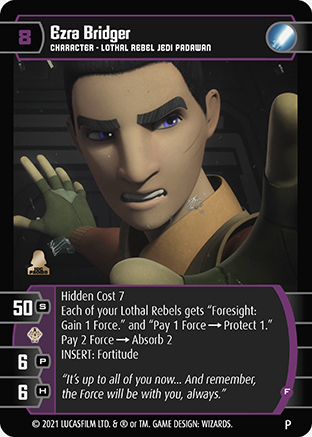 8
Ezra Bridger
CHARACTER - LOTHAL REBEL JEDI PADAWAN
50 S
Hidden Cost 7
Each of your Lothal Rebels gets “Foresight:
Gain 1 Force.” and “Pay 1 Force → Protect 1.”
6 P
Pay 2 Force → Absorb 2
INSERT: Fortitude
6 H
“It’s up to all of you now... And remember,
the Force will be with you, always.”
F
© 2021 LUCASFILM LTD. & ® or TM. GAME DESIGN: WIZARDS.
P